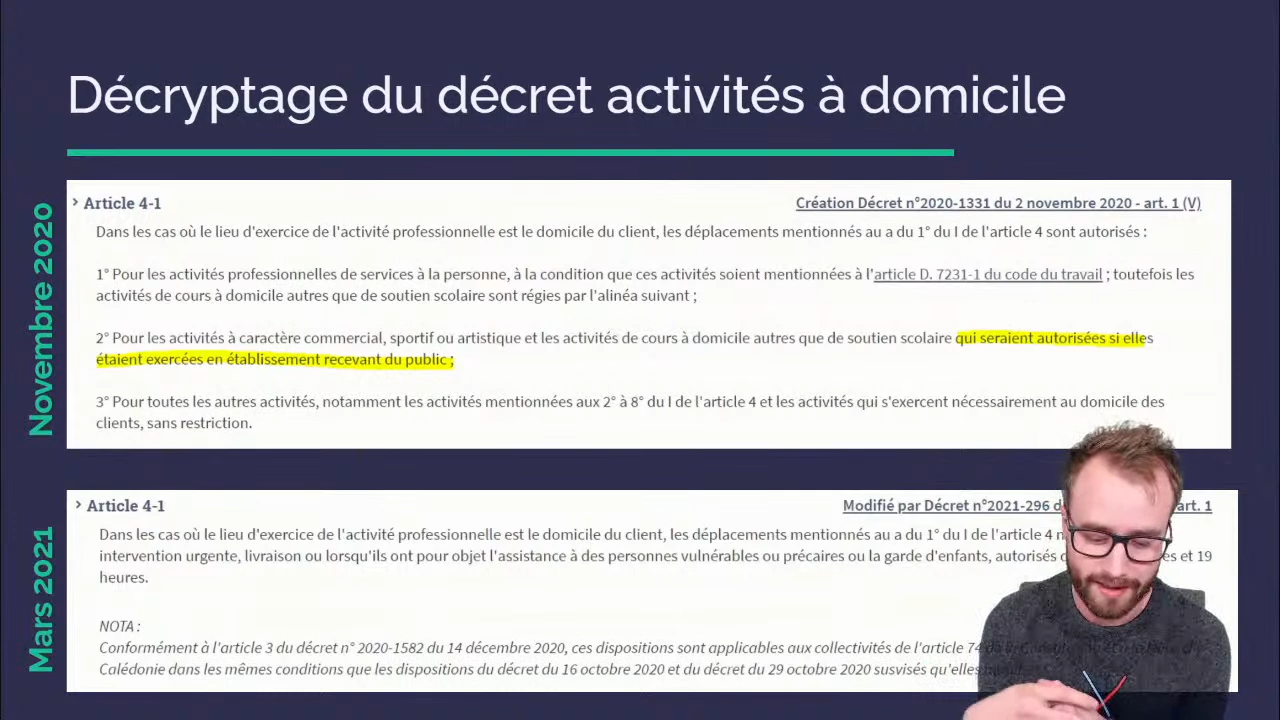 Décryptage du décret activités à domicile
Novembre 2020
Article 4-1
Création Décret n°2020-1331 du 2 novembre 2020 - art. 1 (V)
Dans les cas où le lieu d'exercice de l'activité professionnelle est le domicile du client, les déplacements mentionnés au a du 1° du I de l'article 4 sont autorisés :
1° Pour les activités professionnelles de services à la personne, à la condition que ces activités soient mentionnées à l'article D. 7231-1 du code du travail ; toutefois les
activités de cours à domicile autres que de soutien scolaire sont régies par l'alinéa suivant ;
2° Pour les activités à caractère commercial, sportif ou artistique et les activités de cours à domicile autres que de soutien scolaire qui seraient autorisées si elles
étaient exercées en établissement recevant du public ;
3° Pour toutes les autres activités, notamment les activités mentionnées aux 2° à 8° du I de l'article 4 et les activités qui s'exercent nécessairement au domicile des
clients, sans restriction.
Mars 2021
Article 4-1
Modifié par Décret n°2021-296 art. 1
Dans les cas où le lieu d'exercice de l'activité professionnelle est le domicile du client, les déplacements mentionnés au a du 1° du I de l'article 4
intervention urgente, livraison ou lorsqu'ils ont pour objet l'assistance à des personnes vulnérables ou précaires ou la garde d'enfants, autorisés et 19
heures.
NOTA :
Conformément à l'article 3 du décret n° 2020-1582 du 14 décembre 2020, ces dispositions sont applicables aux collectivités de l'article
Calédonie dans les mêmes conditions que les dispositions du décret du 16 octobre 2020 et du décret du 29 octobre 2020 susvisés